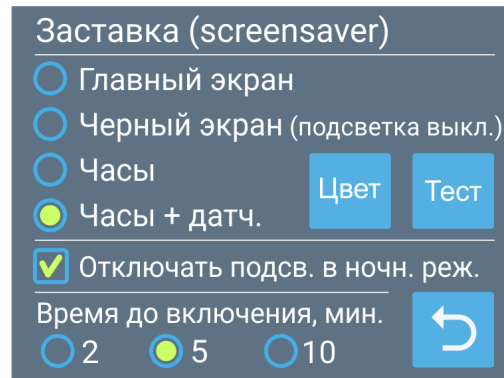 Заставка (screensaver)
Главный экран
Черный экран (подсветка выкл.)
Часы
Цвет
Тест
Часы + датч.
Отключать подсв. в ночн. реж.
Время до включения, мин.
2
5
10